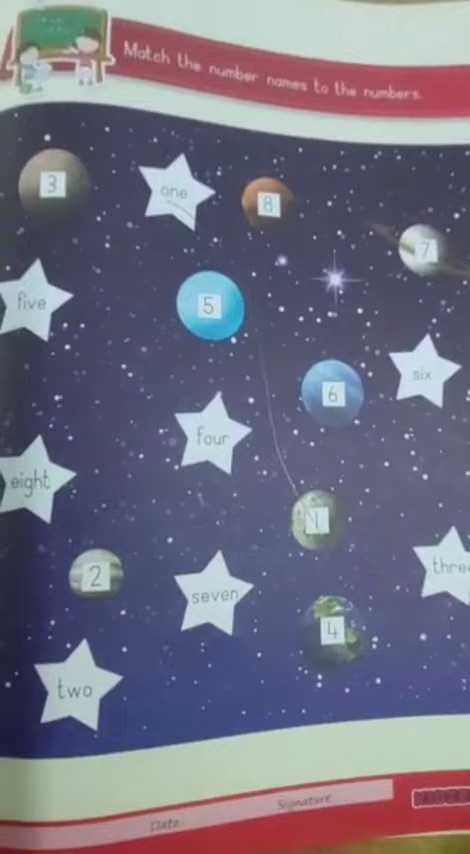 Match the number names to the numbers.
3
one
8
7
five
5
six
6
four
eight
1
2
three
seven
4
two
Date:
Signature